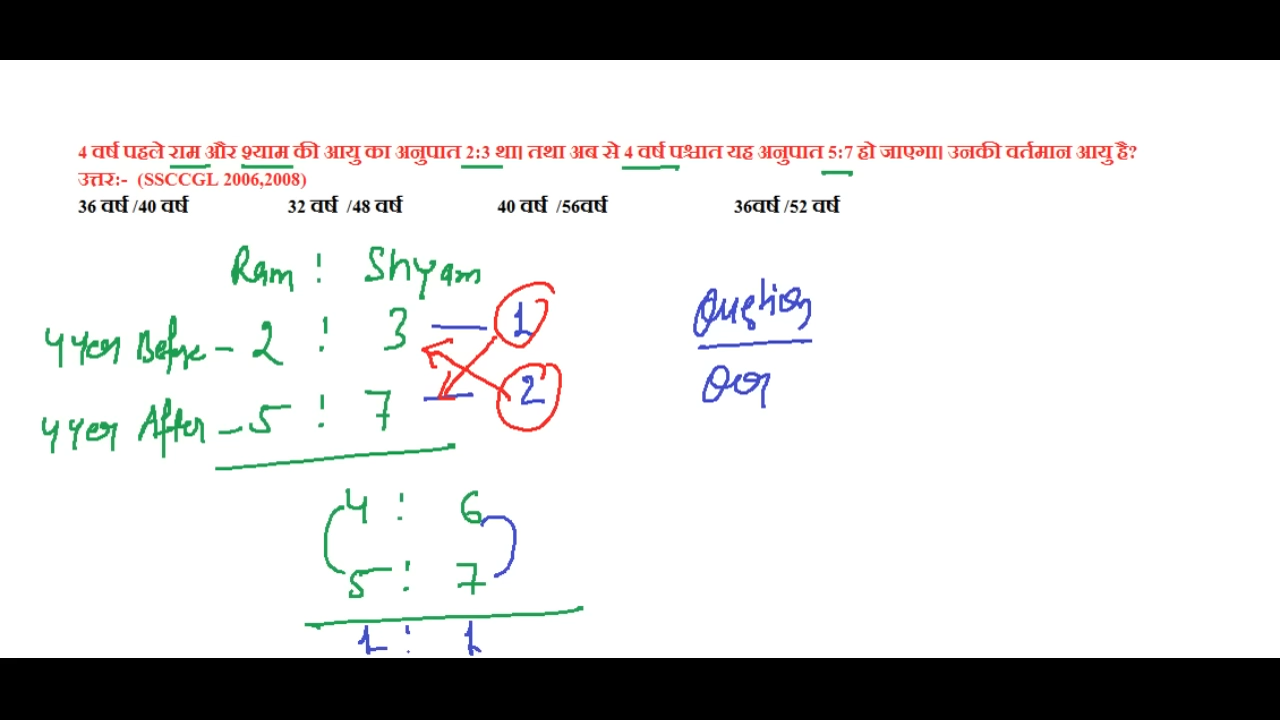 4 वर्ष पहले राम और श्याम की आयु का अनुपात 2:3 था। तथा अब से 4 वर्ष पश्चात यह अनुपात 5:7 हो जाएगा। उनकी वर्तमान आयु है?
उत्तर:- (SSCCGL 2006,2008)
36 वर्ष /40 वर्ष 32 वर्ष /48 वर्ष 40 वर्ष /56वर्ष 36वर्ष /52 वर्ष
Ram : Shyam
4 yer Before - 2 : 3 — 1
4 yer After - 5 : 7 — 2
Question
4 : 6
5 : 7
1 : 1